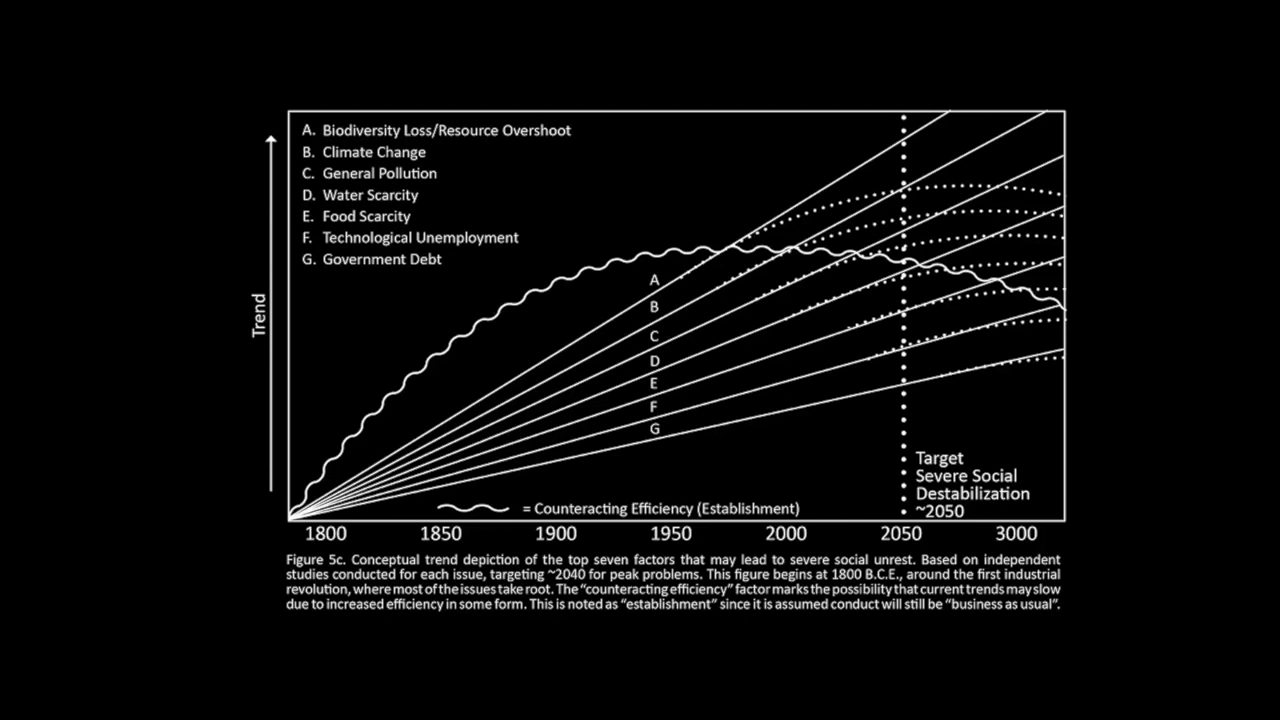 A. Biodiversity Loss/Resource Overshoot
B. Climate Change
C. General Pollution
D. Water Scarcity
E. Food Scarcity
F. Technological Unemployment
G. Government Debt
Trend
A
B
C
D
E
F
G
Target
Severe Social
Destabilization
~2050
= Counteracting Efficiency (Establishment)
1800 1850 1900 1950 2000 2050 3000
Figure 5c. Conceptual trend depiction of the top seven factors that may lead to severe social unrest. Based on independent
studies conducted for each issue, targeting ~2040 for peak problems. This figure begins at 1800 B.C.E., around the first industrial
revolution, where most of the issues take root. The “counteracting efficiency” factor marks the possibility that current trends may slow
due to increased efficiency in some form. This is noted as “establishment” since it is assumed conduct will still be “business as usual”.